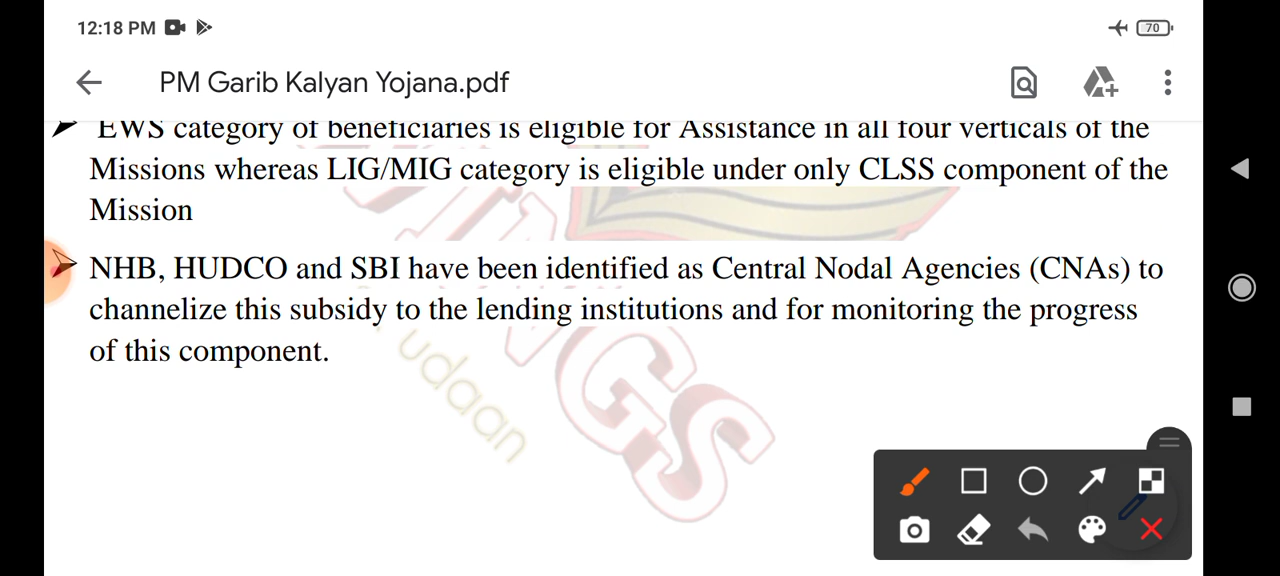 12:18 PM
70
PM Garib Kalyan Yojana.pdf
EWS category of beneficiaries is eligible for Assistance in all four verticals of the
Missions whereas LIG/MIG category is eligible under only CLSS component of the
Mission
NHB, HUDCO and SBI have been identified as Central Nodal Agencies (CNAs) to
channelize this subsidy to the lending institutions and for monitoring the progress
of this component.
udaan